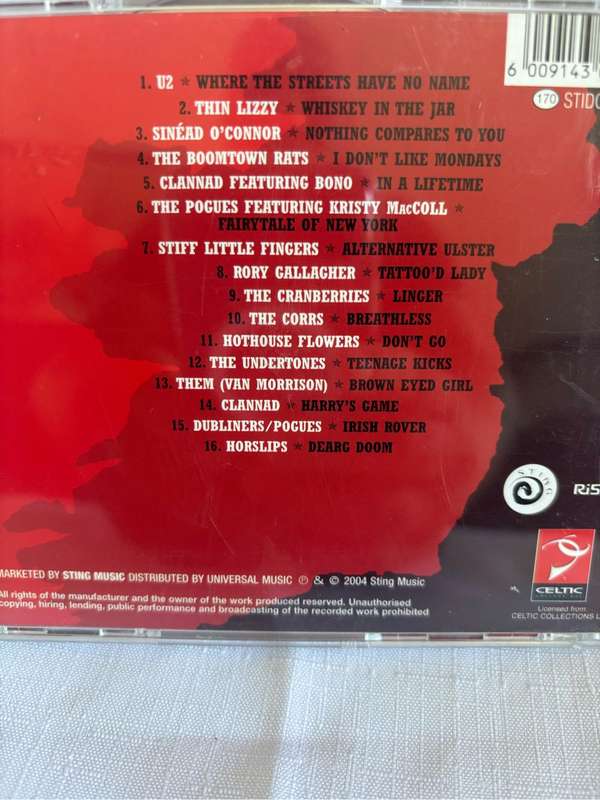 6 009143
170 STIDC
1. U2 ★ WHERE THE STREETS HAVE NO NAME
2. THIN LIZZY ★ WHISKEY IN THE JAR
3. SINÉAD O'CONNOR ★ NOTHING COMPARES TO YOU
4. THE BOOMTOWN RATS ★ I DON'T LIKE MONDAYS
5. CLANNAD FEATURING BONO ★ IN A LIFETIME
6. THE POGUES FEATURING KRISTY MACCOLL ★
FAIRYTALE OF NEW YORK
7. STIFF LITTLE FINGERS ★ ALTERNATIVE ULSTER
8. RORY GALLAGHER ★ TATTOO'D LADY
9. THE CRANBERRIES ★ LINGER
10. THE CORRS ★ BREATHLESS
11. HOTHOUSE FLOWERS ★ DON'T GO
12. THE UNDERTONES ★ TEENAGE KICKS
13. THEM (VAN MORRISON) ★ BROWN EYED GIRL
14. CLANNAD ★ HARRY'S GAME
15. DUBLINERS/POGUES ★ IRISH ROVER
16. HORSLIPS ★ DEARG DOOM
STING
RiS
MARKETED BY STING MUSIC DISTRIBUTED BY UNIVERSAL MUSIC ℗ & © 2004 Sting Music
All rights of the manufacturer and the owner of the work produced reserved. Unauthorised
copying, hiring, lending, public performance and broadcasting of the recorded work prohibited
CELTIC
Licensed from
CELTIC COLLECTIONS L